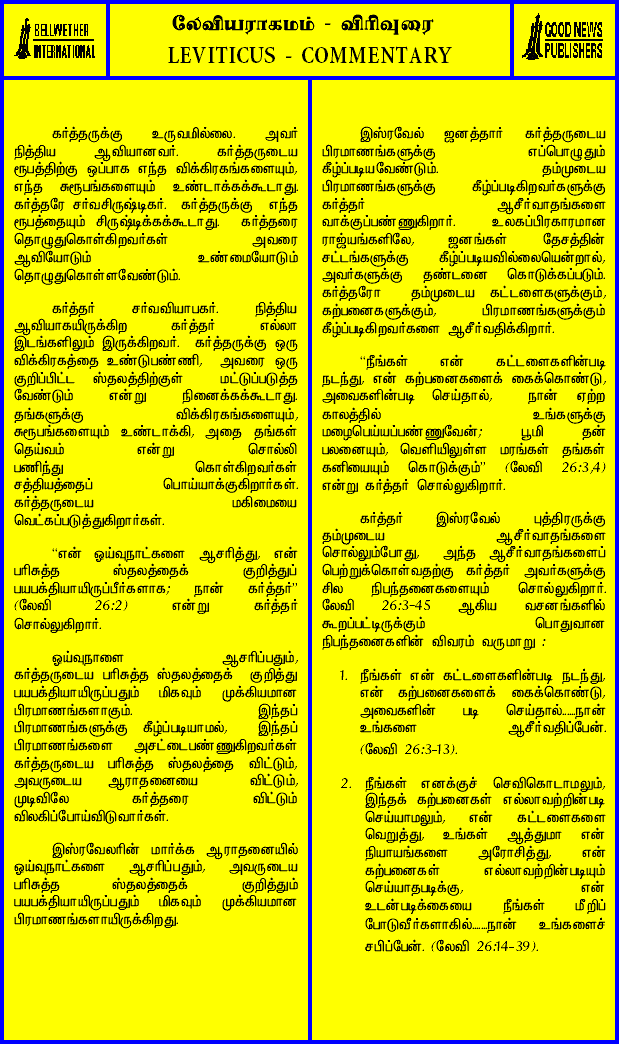 BELLWETHER
INTERNATIONAL
லேவியராகமம் - விரிவுரை
LEVITICUS - COMMENTARY
GOOD NEWS
PUBLISHERS
கர்த்தருக்கு உருவமில்லை. அவர்
நித்திய ஆவியானவர். கர்த்தருடைய
ரூபத்திற்கு ஒப்பாக எந்த விக்கிரகங்களையும்,
எந்த சுரூபங்களையும் உண்டாக்கக்கூடாது.
கர்த்தரே சர்வசிருஷ்டிகர். கர்த்தருக்கு எந்த
ரூபத்தையும் சிருஷ்டிக்கக்கூடாது. கர்த்தரை
தொழுதுகொள்கிறவர்கள் அவரை
ஆவியோடும் உண்மையோடும்
தொழுதுகொள்ளவேண்டும்.
கர்த்தர் சர்வவியாபகர். நித்திய
ஆவியாகயிருக்கிற கர்த்தர் எல்லா
இடங்களிலும் இருக்கிறவர். கர்த்தருக்கு ஒரு
விக்கிரகத்தை உண்டுபண்ணி, அவரை ஒரு
குறிப்பிட்ட ஸ்தலத்திற்குள் மட்டுப்படுத்த
வேண்டும் என்று நினைக்கக்கூடாது.
தங்களுக்கு விக்கிரகங்களையும்,
சுரூபங்களையும் உண்டாக்கி, அதை தங்கள்
தெய்வம் என்று சொல்லி
பணிந்து கொள்கிறவர்கள்
சத்தியத்தைப் பொய்யாக்குகிறார்கள்.
கர்த்தருடைய மகிமையை
வெட்கப்படுத்துகிறார்கள்.
“என் ஓய்வுநாட்களை ஆசரித்து, என்
பரிசுத்த ஸ்தலத்தைக் குறித்துப்
பயபக்தியாயிருப்பீர்களாக; நான் கர்த்தர்”
(லேவி 26:2) என்று கர்த்தர்
சொல்லுகிறார்.
ஓய்வுநாளை ஆசரிப்பதும்,
கர்த்தருடைய பரிசுத்த ஸ்தலத்தைக் குறித்து
பயபக்தியாயிருப்பதும் மிகவும் முக்கியமான
பிரமாணங்களாகும். இந்தப்
பிரமாணங்களுக்கு கீழ்ப்படியாமல், இந்தப்
பிரமாணங்களை அசட்டைபண்ணுகிறவர்கள்
கர்த்தருடைய பரிசுத்த ஸ்தலத்தை விட்டும்,
அவருடைய ஆராதனையை விட்டும்,
முடிவிலே கர்த்தரை விட்டும்
விலகிப்போய்விடுவார்கள்.
இஸ்ரவேலரின் மார்க்க ஆராதனையில்
ஓய்வுநாட்களை ஆசரிப்பதும், அவருடைய
பரிசுத்த ஸ்தலத்தைக் குறித்தும்
பயபக்தியாயிருப்பதும் மிகவும் முக்கியமான
பிரமாணங்களாயிருக்கிறது.
இஸ்ரவேல் ஜனத்தார் கர்த்தருடைய
பிரமாணங்களுக்கு எப்பொழுதும்
கீழ்ப்படியவேண்டும். தம்முடைய
பிரமாணங்களுக்கு கீழ்ப்படிகிறவர்களுக்கு
கர்த்தர் ஆசீர்வாதங்களை
வாக்குப்பண்ணுகிறார். உலகப்பிரகாரமான
ராஜ்யங்களிலே, ஜனங்கள் தேசத்தின்
சட்டங்களுக்கு கீழ்ப்படியவில்லையென்றால்,
அவர்களுக்கு தண்டனை கொடுக்கப்படும்.
கர்த்தரோ தம்முடைய கட்டளைகளுக்கும்,
கற்பனைகளுக்கும், பிரமாணங்களுக்கும்
கீழ்ப்படிகிறவர்களை ஆசீர்வதிக்கிறார்.
“நீங்கள் என் கட்டளைகளின்படி
நடந்து, என் கற்பனைகளைக் கைக்கொண்டு,
அவைகளின்படி செய்தால், நான் ஏற்ற
காலத்தில் உங்களுக்கு
மழைபெய்யப்பண்ணுவேன்; பூமி தன்
பலனையும், வெளியிலுள்ள மரங்கள் தங்கள்
கனியையும் கொடுக்கும்” (லேவி 26:3,4)
என்று கர்த்தர் சொல்லுகிறார்.
கர்த்தர் இஸ்ரவேல் புத்திரருக்கு
தம்முடைய ஆசீர்வாதங்களை
சொல்லும்போது, அந்த ஆசீர்வாதங்களைப்
பெற்றுக்கொள்வதற்கு கர்த்தர் அவர்களுக்கு
சில நிபந்தனைகளையும் சொல்லுகிறார்.
லேவி 26:3-45 ஆகிய வசனங்களில்
கூறப்பட்டிருக்கும் பொதுவான
நிபந்தனைகளின் விவரம் வருமாறு :
1. நீங்கள் என் கட்டளைகளின்படி நடந்து,
என் கற்பனைகளைக் கைக்கொண்டு,
அவைகளின் படி செய்தால்.....நான்
உங்களை ஆசீர்வதிப்பேன்.
(லேவி 26:3-13).
2. நீங்கள் எனக்குச் செவிகொடாமலும்,
இந்தக் கற்பனைகள் எல்லாவற்றின்படி
செய்யாமலும், என் கட்டளைகளை
வெறுத்து, உங்கள் ஆத்துமா என்
நியாயங்களை அரோசித்து, என்
கற்பனைகள் எல்லாவற்றின்படியும்
செய்யாதபடிக்கு, என்
உடன்படிக்கையை நீங்கள் மீறிப்
போடுவீர்களாகில்......நான் உங்களைச்
சபிப்பேன். (லேவி 26:14-39).